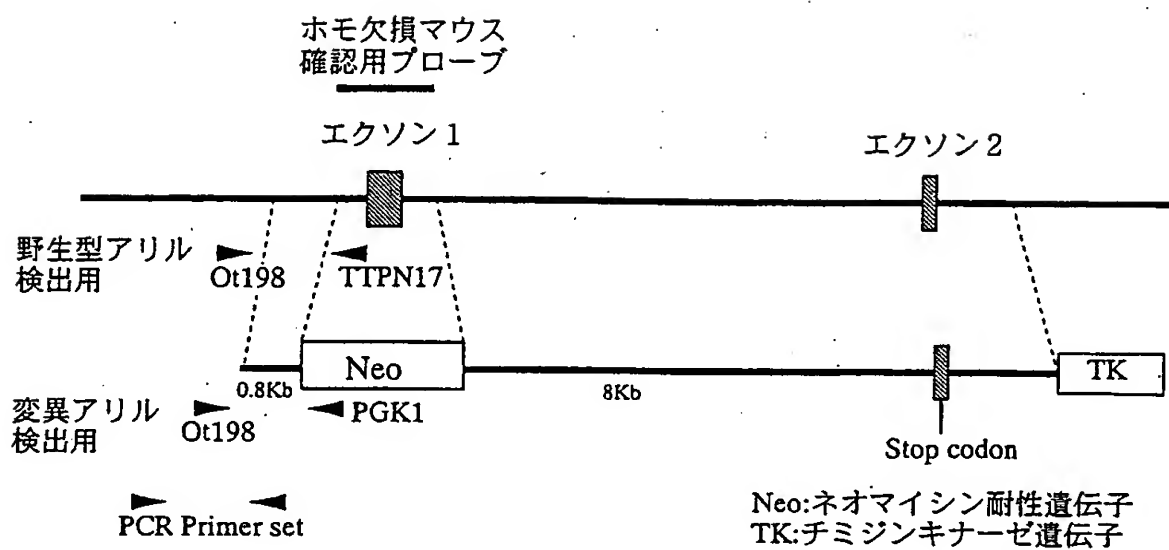 ホモ欠損マウス
確認用プローブ
エクソン1
エクソン2
野生型アリル
検出用
Ot198
TTPN17
Neo
TK
0.8Kb
8Kb
変異アリル
検出用
Ot198
PGK1
Stop codon
PCR Primer set
Neo:ネオマイシン耐性遺伝子
TK:チミジンキナーゼ遺伝子